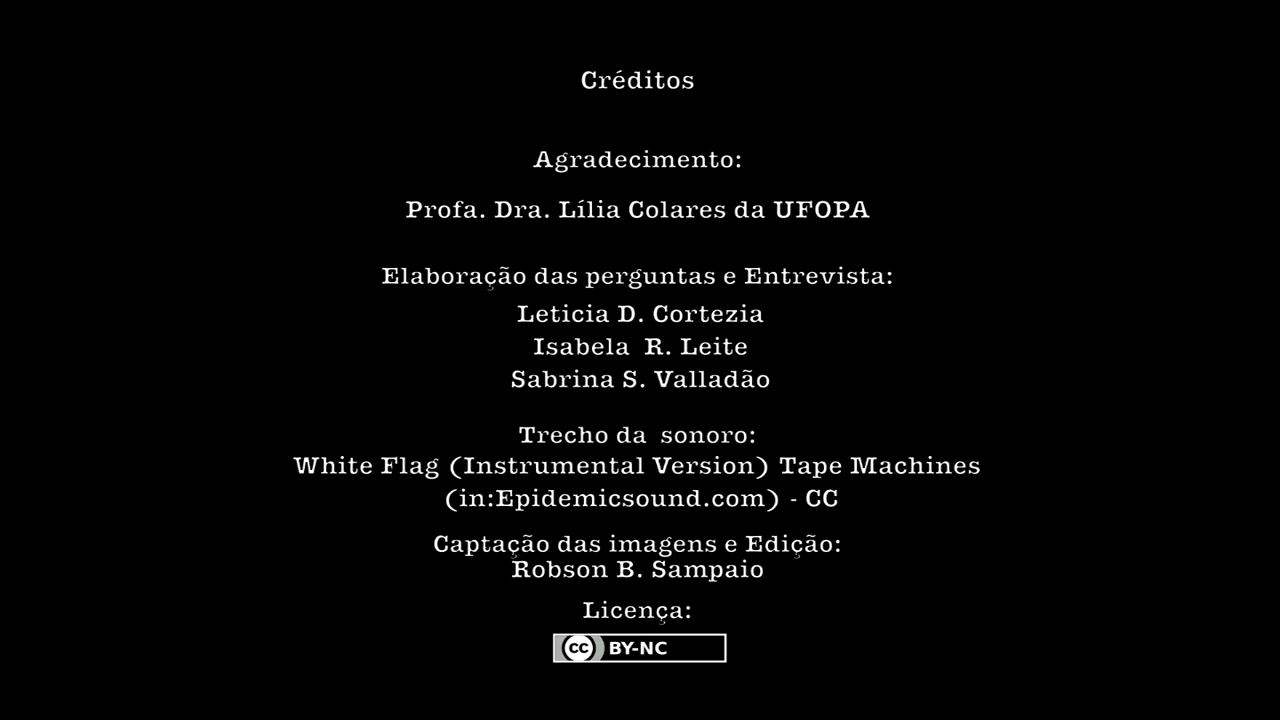 Créditos
Agradecimento:
Profa. Dra. Lília Colares da UFOPA
Elaboração das perguntas e Entrevista:
Leticia D. Cortezia
Isabela R. Leite
Sabrina S. Valladão
Trecho da sonoro:
White Flag (Instrumental Version) Tape Machines
(in:Epidemicsound.com) - CC
Captação das imagens e Edição:
Robson B. Sampaio
Licença:
CC BY-NC